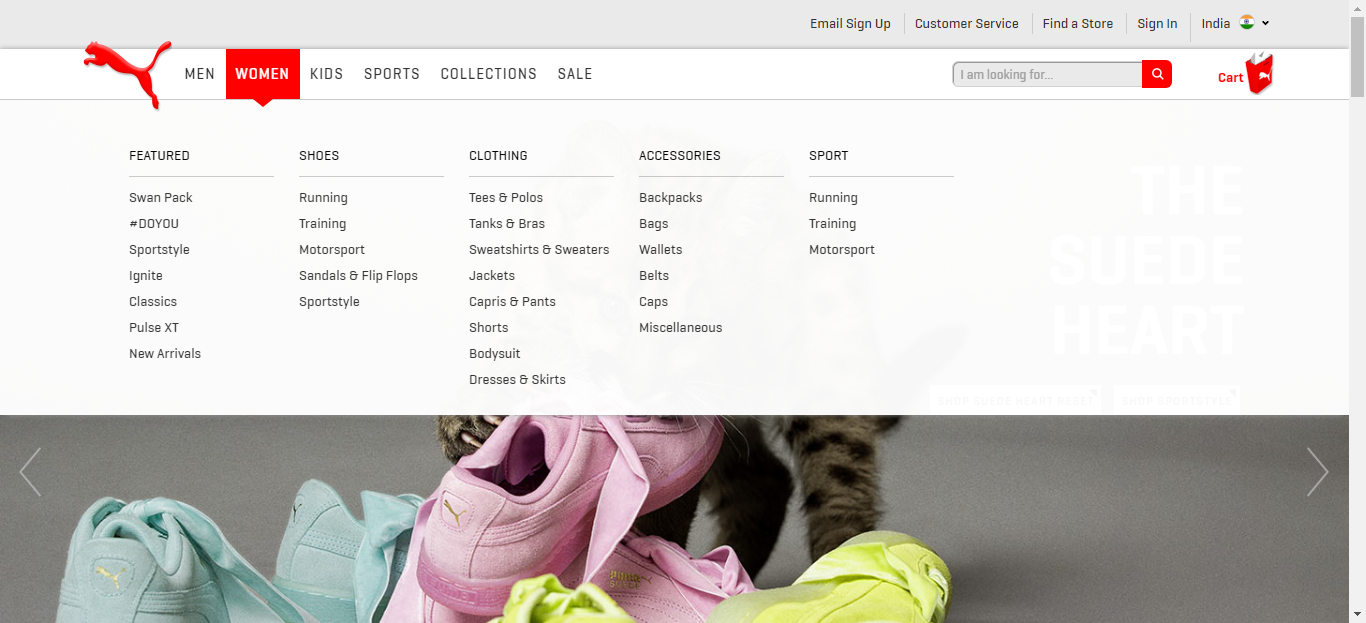 Email Sign Up
Customer Service
Find a Store
Sign In
India
MEN
WOMEN
KIDS
SPORTS
COLLECTIONS
SALE
I am looking for...
Cart
FEATURED
Swan Pack
#DOYOU
Sportstyle
Ignite
Classics
Pulse XT
New Arrivals
SHOES
Running
Training
Motorsport
Sandals & Flip Flops
Sportstyle
CLOTHING
Tees & Polos
Tanks & Bras
Sweatshirts & Sweaters
Jackets
Capris & Pants
Shorts
Bodysuit
Dresses & Skirts
ACCESSORIES
Backpacks
Bags
Wallets
Belts
Caps
Miscellaneous
SPORT
Running
Training
Motorsport
THE
SUEDE
HEART
SHOP SUEDE HEART RESET
SHOP SPORTSTYLE